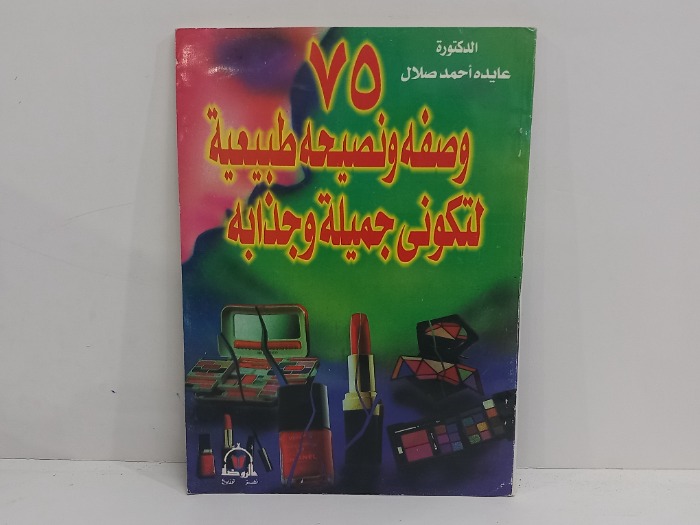 الدكتورة
عايده أحمد صلال
٧٥
وصفه ونصيحه طبيعية
لتكونى جميلة وجذابه